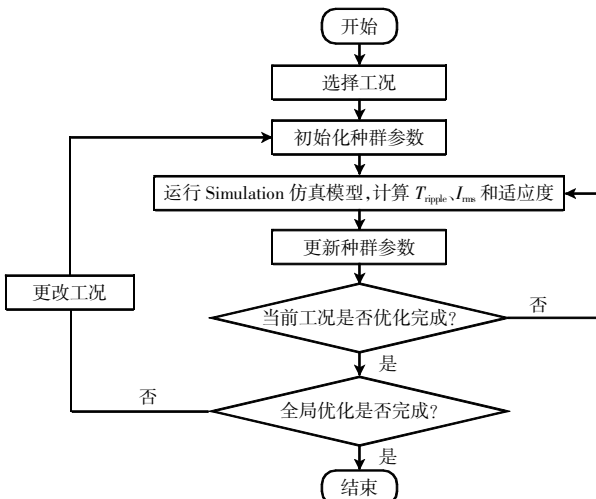 开始
选择工况
初始化种群参数
运行 Simulation 仿真模型,计算 Tripple、Irms 和适应度
更新种群参数
更改工况
当前工况是否优化完成?
否
是
否
全局优化是否完成?
是
结束